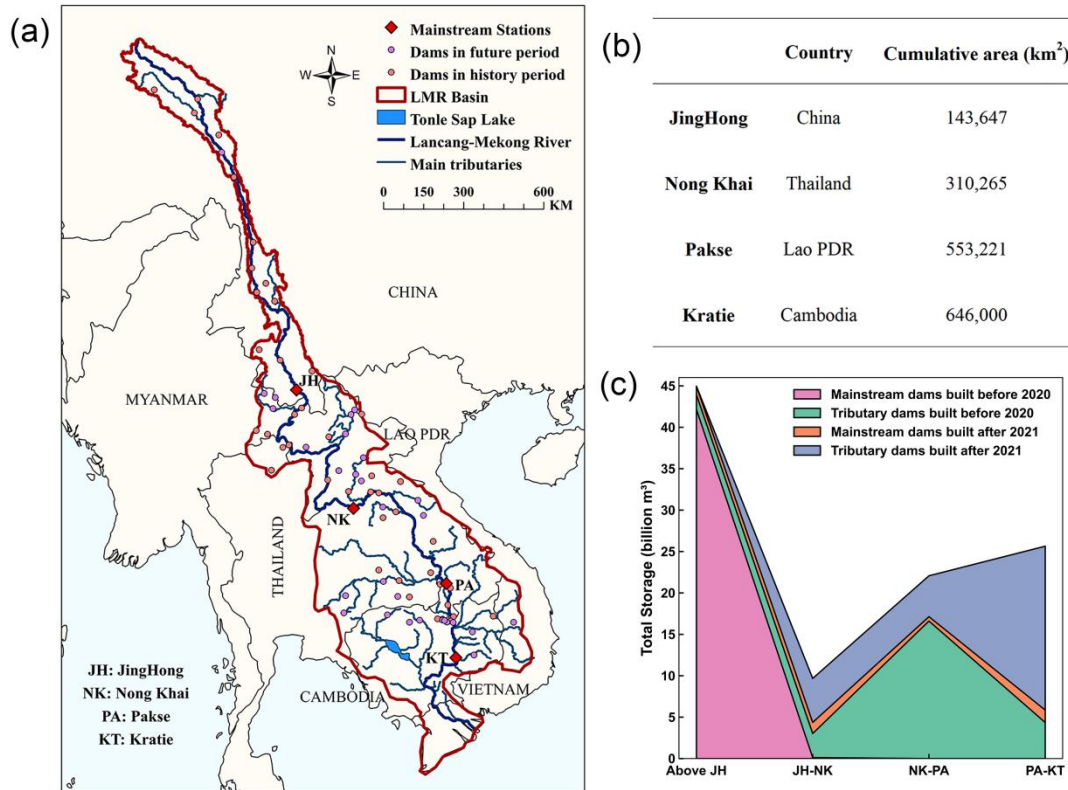 (a)
Mainstream Stations
Dams in future period
Dams in history period
LMR Basin
Tonle Sap Lake
Lancang-Mekong River
Main tributaries
0 150 300 600
KM
N
W E
S
CHINA
MYANMAR
JH
LAO PDR
NK
THAILAND
PA
KT
CAMBODIA
VIETNAM
JH: JingHong
NK: Nong Khai
PA: Pakse
KT: Kratie
(b)
Country Cumulative area (km²)
JingHong China 143,647
Nong Khai Thailand 310,265
Pakse Lao PDR 553,221
Kratie Cambodia 646,000
(c)
Mainstream dams built before 2020
Tributary dams built before 2020
Mainstream dams built after 2021
Tributary dams built after 2021
Total Storage (billion m³)
45
40
35
30
25
20
15
10
5
0
Above JH JH-NK NK-PA PA-KT